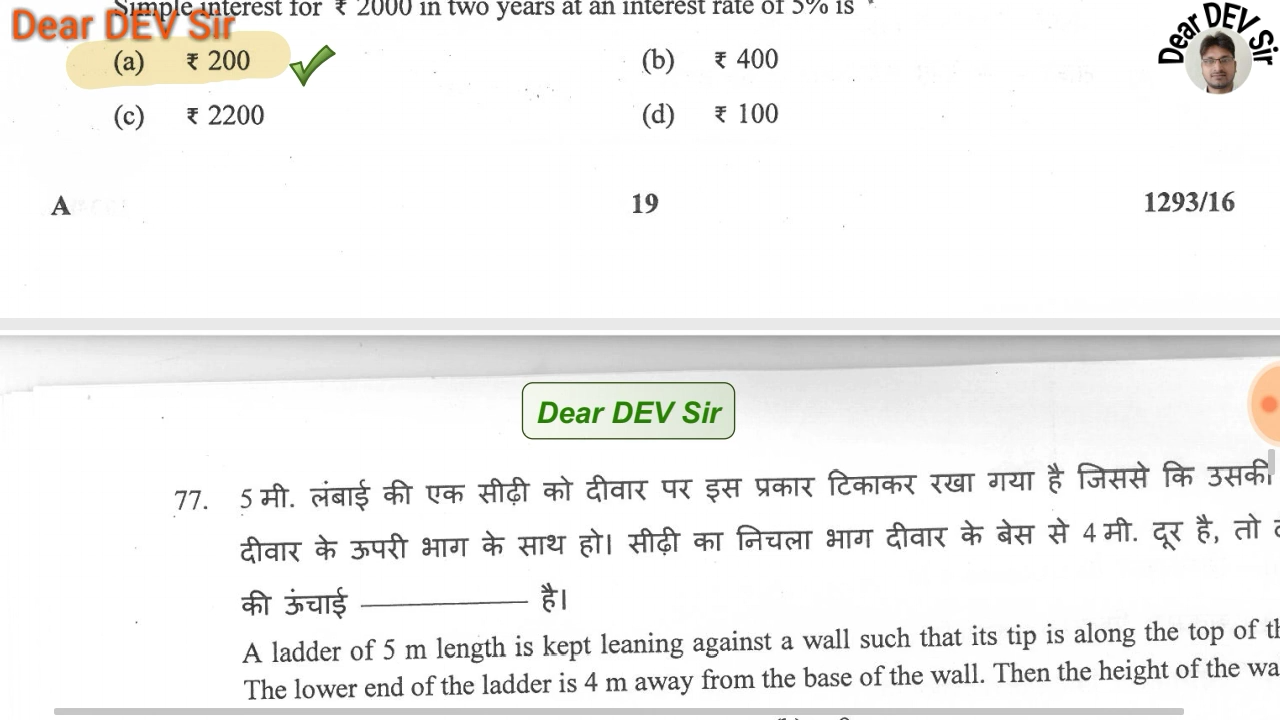 Simple interest for ₹ 2000 in two years at an interest rate of 5% is
Dear DEV Sir
Dear DEV Sir
(a) ₹ 200 (b) ₹ 400
(c) ₹ 2200 (d) ₹ 100
A 19 1293/16
Dear DEV Sir
77. 5 मी. लंबाई की एक सीढ़ी को दीवार पर इस प्रकार टिकाकर रखा गया है जिससे कि उसकी
दीवार के ऊपरी भाग के साथ हो। सीढ़ी का निचला भाग दीवार के बेस से 4 मी. दूर है, तो
की ऊंचाई ———— है।
A ladder of 5 m length is kept leaning against a wall such that its tip is along the top of
The lower end of the ladder is 4 m away from the base of the wall. Then the height of the